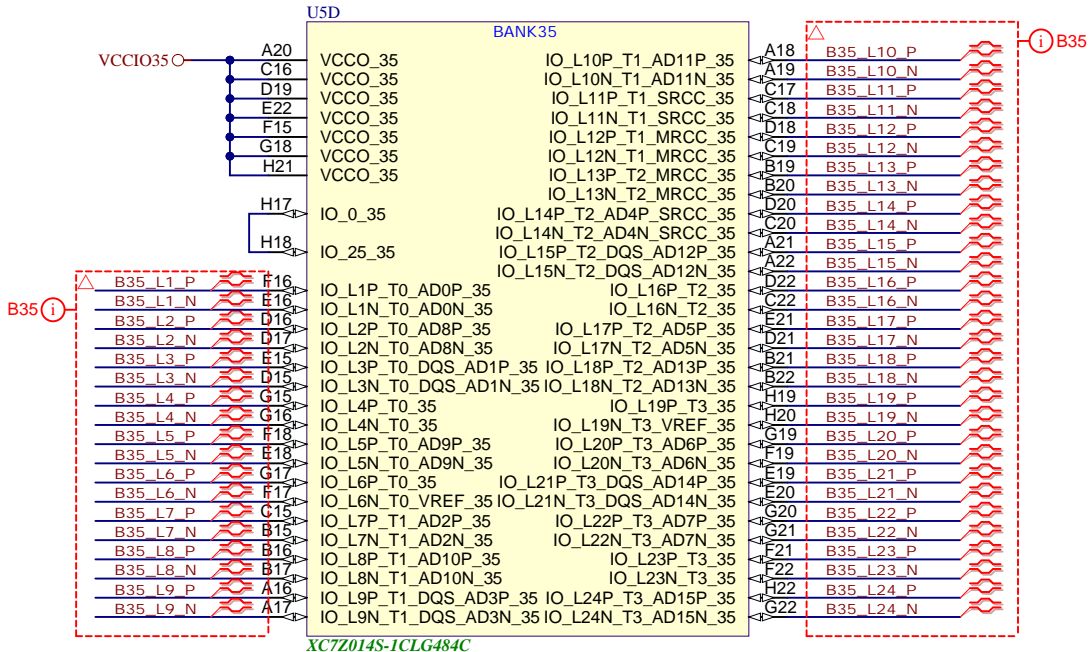 U5D
BANK35
VCCIO35
A20 VCCO_35
C16 VCCO_35
D19 VCCO_35
E22 VCCO_35
F15 VCCO_35
G18 VCCO_35
H21 VCCO_35
H17 IO_0_35
H18 IO_25_35
B35
B35_L1_P F16 IO_L1P_T0_AD0P_35
B35_L1_N E16 IO_L1N_T0_AD0N_35
B35_L2_P D16 IO_L2P_T0_AD8P_35
B35_L2_N D17 IO_L2N_T0_AD8N_35
B35_L3_P E15 IO_L3P_T0_DQS_AD1P_35
B35_L3_N D15 IO_L3N_T0_DQS_AD1N_35
B35_L4_P G15 IO_L4P_T0_35
B35_L4_N G16 IO_L4N_T0_35
B35_L5_P F18 IO_L5P_T0_AD9P_35
B35_L5_N E18 IO_L5N_T0_AD9N_35
B35_L6_P G17 IO_L6P_T0_35
B35_L6_N F17 IO_L6N_T0_VREF_35
B35_L7_P C15 IO_L7P_T1_AD2P_35
B35_L7_N B15 IO_L7N_T1_AD2N_35
B35_L8_P B16 IO_L8P_T1_AD10P_35
B35_L8_N B17 IO_L8N_T1_AD10N_35
B35_L9_P A16 IO_L9P_T1_DQS_AD3P_35
B35_L9_N A17 IO_L9N_T1_DQS_AD3N_35
i B35
IO_L10P_T1_AD11P_35 A18 B35_L10_P
IO_L10N_T1_AD11N_35 A19 B35_L10_N
IO_L11P_T1_SRCC_35 C17 B35_L11_P
IO_L11N_T1_SRCC_35 C18 B35_L11_N
IO_L12P_T1_MRCC_35 D18 B35_L12_P
IO_L12N_T1_MRCC_35 C19 B35_L12_N
IO_L13P_T2_MRCC_35 B19 B35_L13_P
IO_L13N_T2_MRCC_35 B20 B35_L13_N
IO_L14P_T2_AD4P_SRCC_35 D20 B35_L14_P
IO_L14N_T2_AD4N_SRCC_35 C20 B35_L14_N
IO_L15P_T2_DQS_AD12P_35 A21 B35_L15_P
IO_L15N_T2_DQS_AD12N_35 A22 B35_L15_N
IO_L16P_T2_35 D22 B35_L16_P
IO_L16N_T2_35 C22 B35_L16_N
IO_L17P_T2_AD5P_35 E21 B35_L17_P
IO_L17N_T2_AD5N_35 D21 B35_L17_N
IO_L18P_T2_AD13P_35 B21 B35_L18_P
IO_L18N_T2_AD13N_35 B22 B35_L18_N
IO_L19P_T3_35 H19 B35_L19_P
IO_L19N_T3_VREF_35 H20 B35_L19_N
IO_L20P_T3_AD6P_35 G19 B35_L20_P
IO_L20N_T3_AD6N_35 F19 B35_L20_N
IO_L21P_T3_DQS_AD14P_35 E19 B35_L21_P
IO_L21N_T3_DQS_AD14N_35 E20 B35_L21_N
IO_L22P_T3_AD7P_35 G20 B35_L22_P
IO_L22N_T3_AD7N_35 G21 B35_L22_N
IO_L23P_T3_35 F21 B35_L23_P
IO_L23N_T3_35 F22 B35_L23_N
IO_L24P_T3_AD15P_35 H22 B35_L24_P
IO_L24N_T3_AD15N_35 G22 B35_L24_N
XC7Z014S-1CLG484C